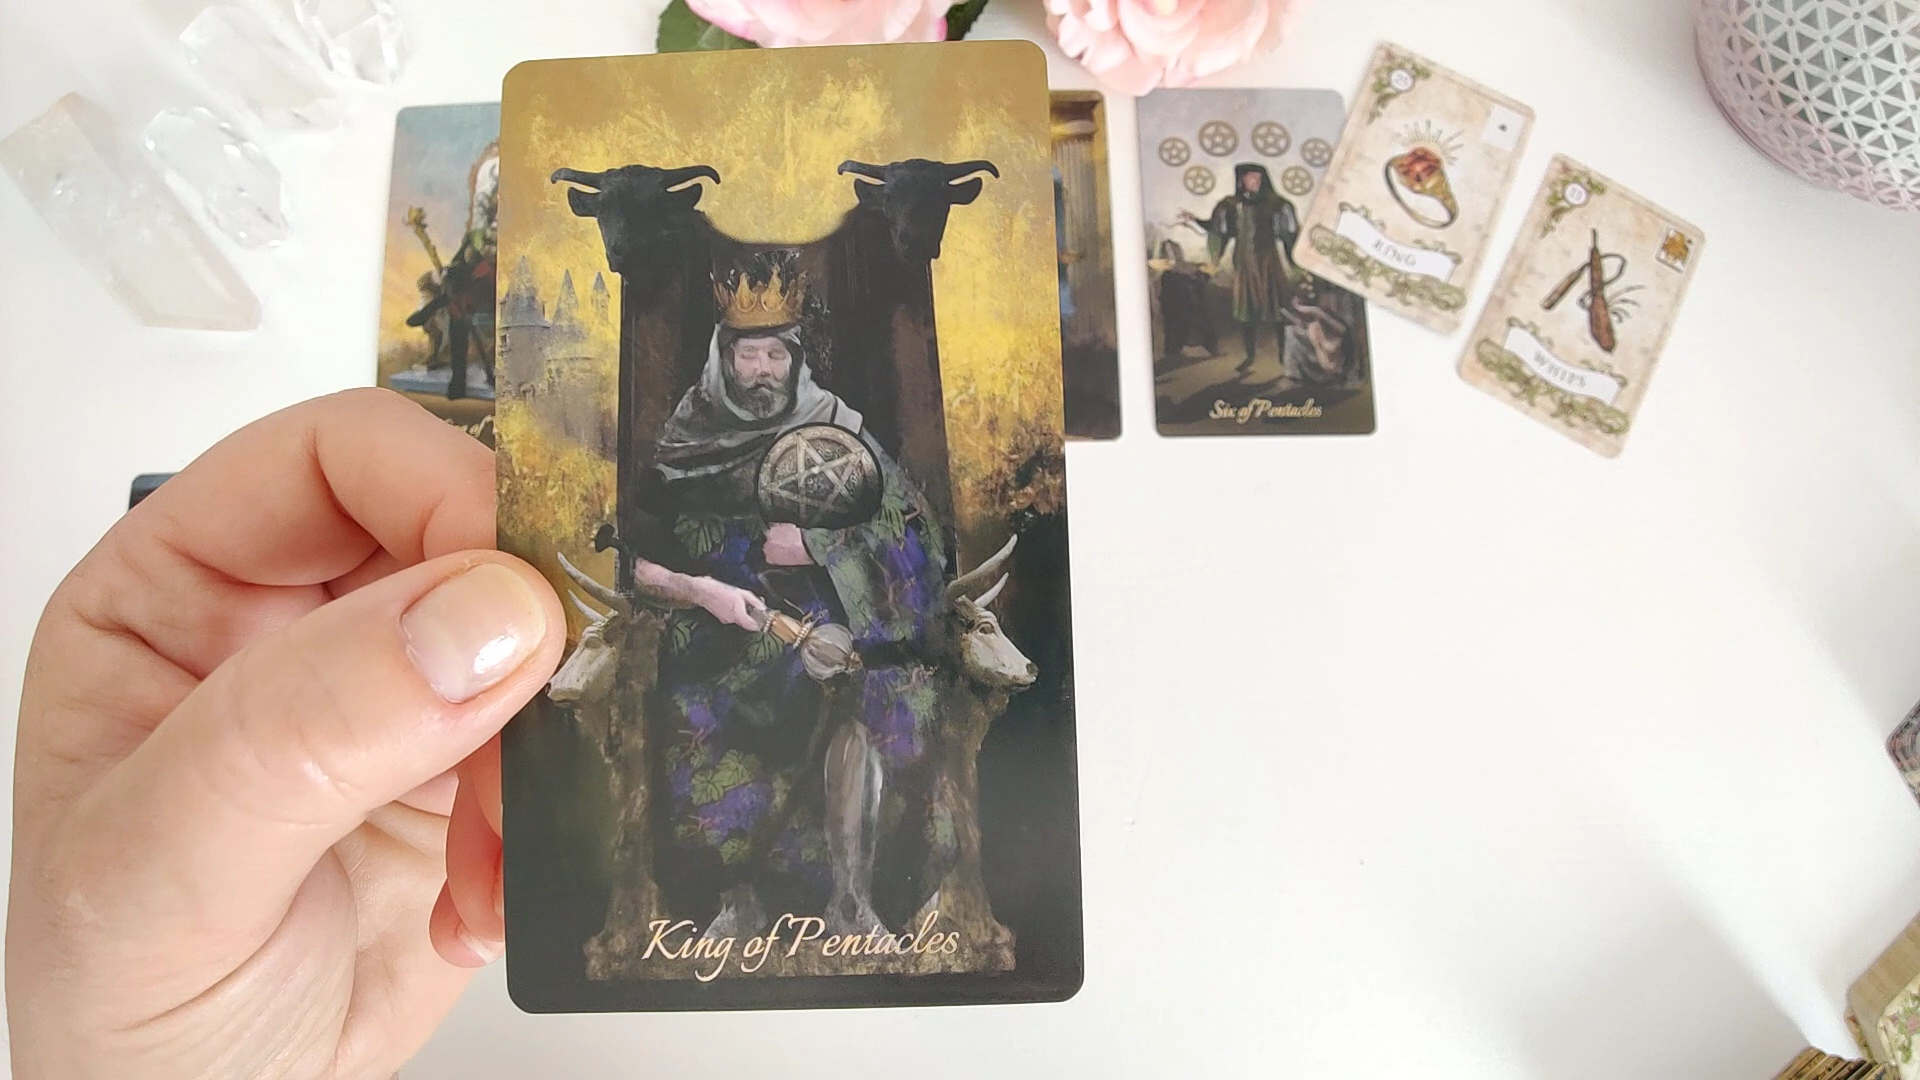 King of Pentacles
Six of Pentacles
RING
WHIPS